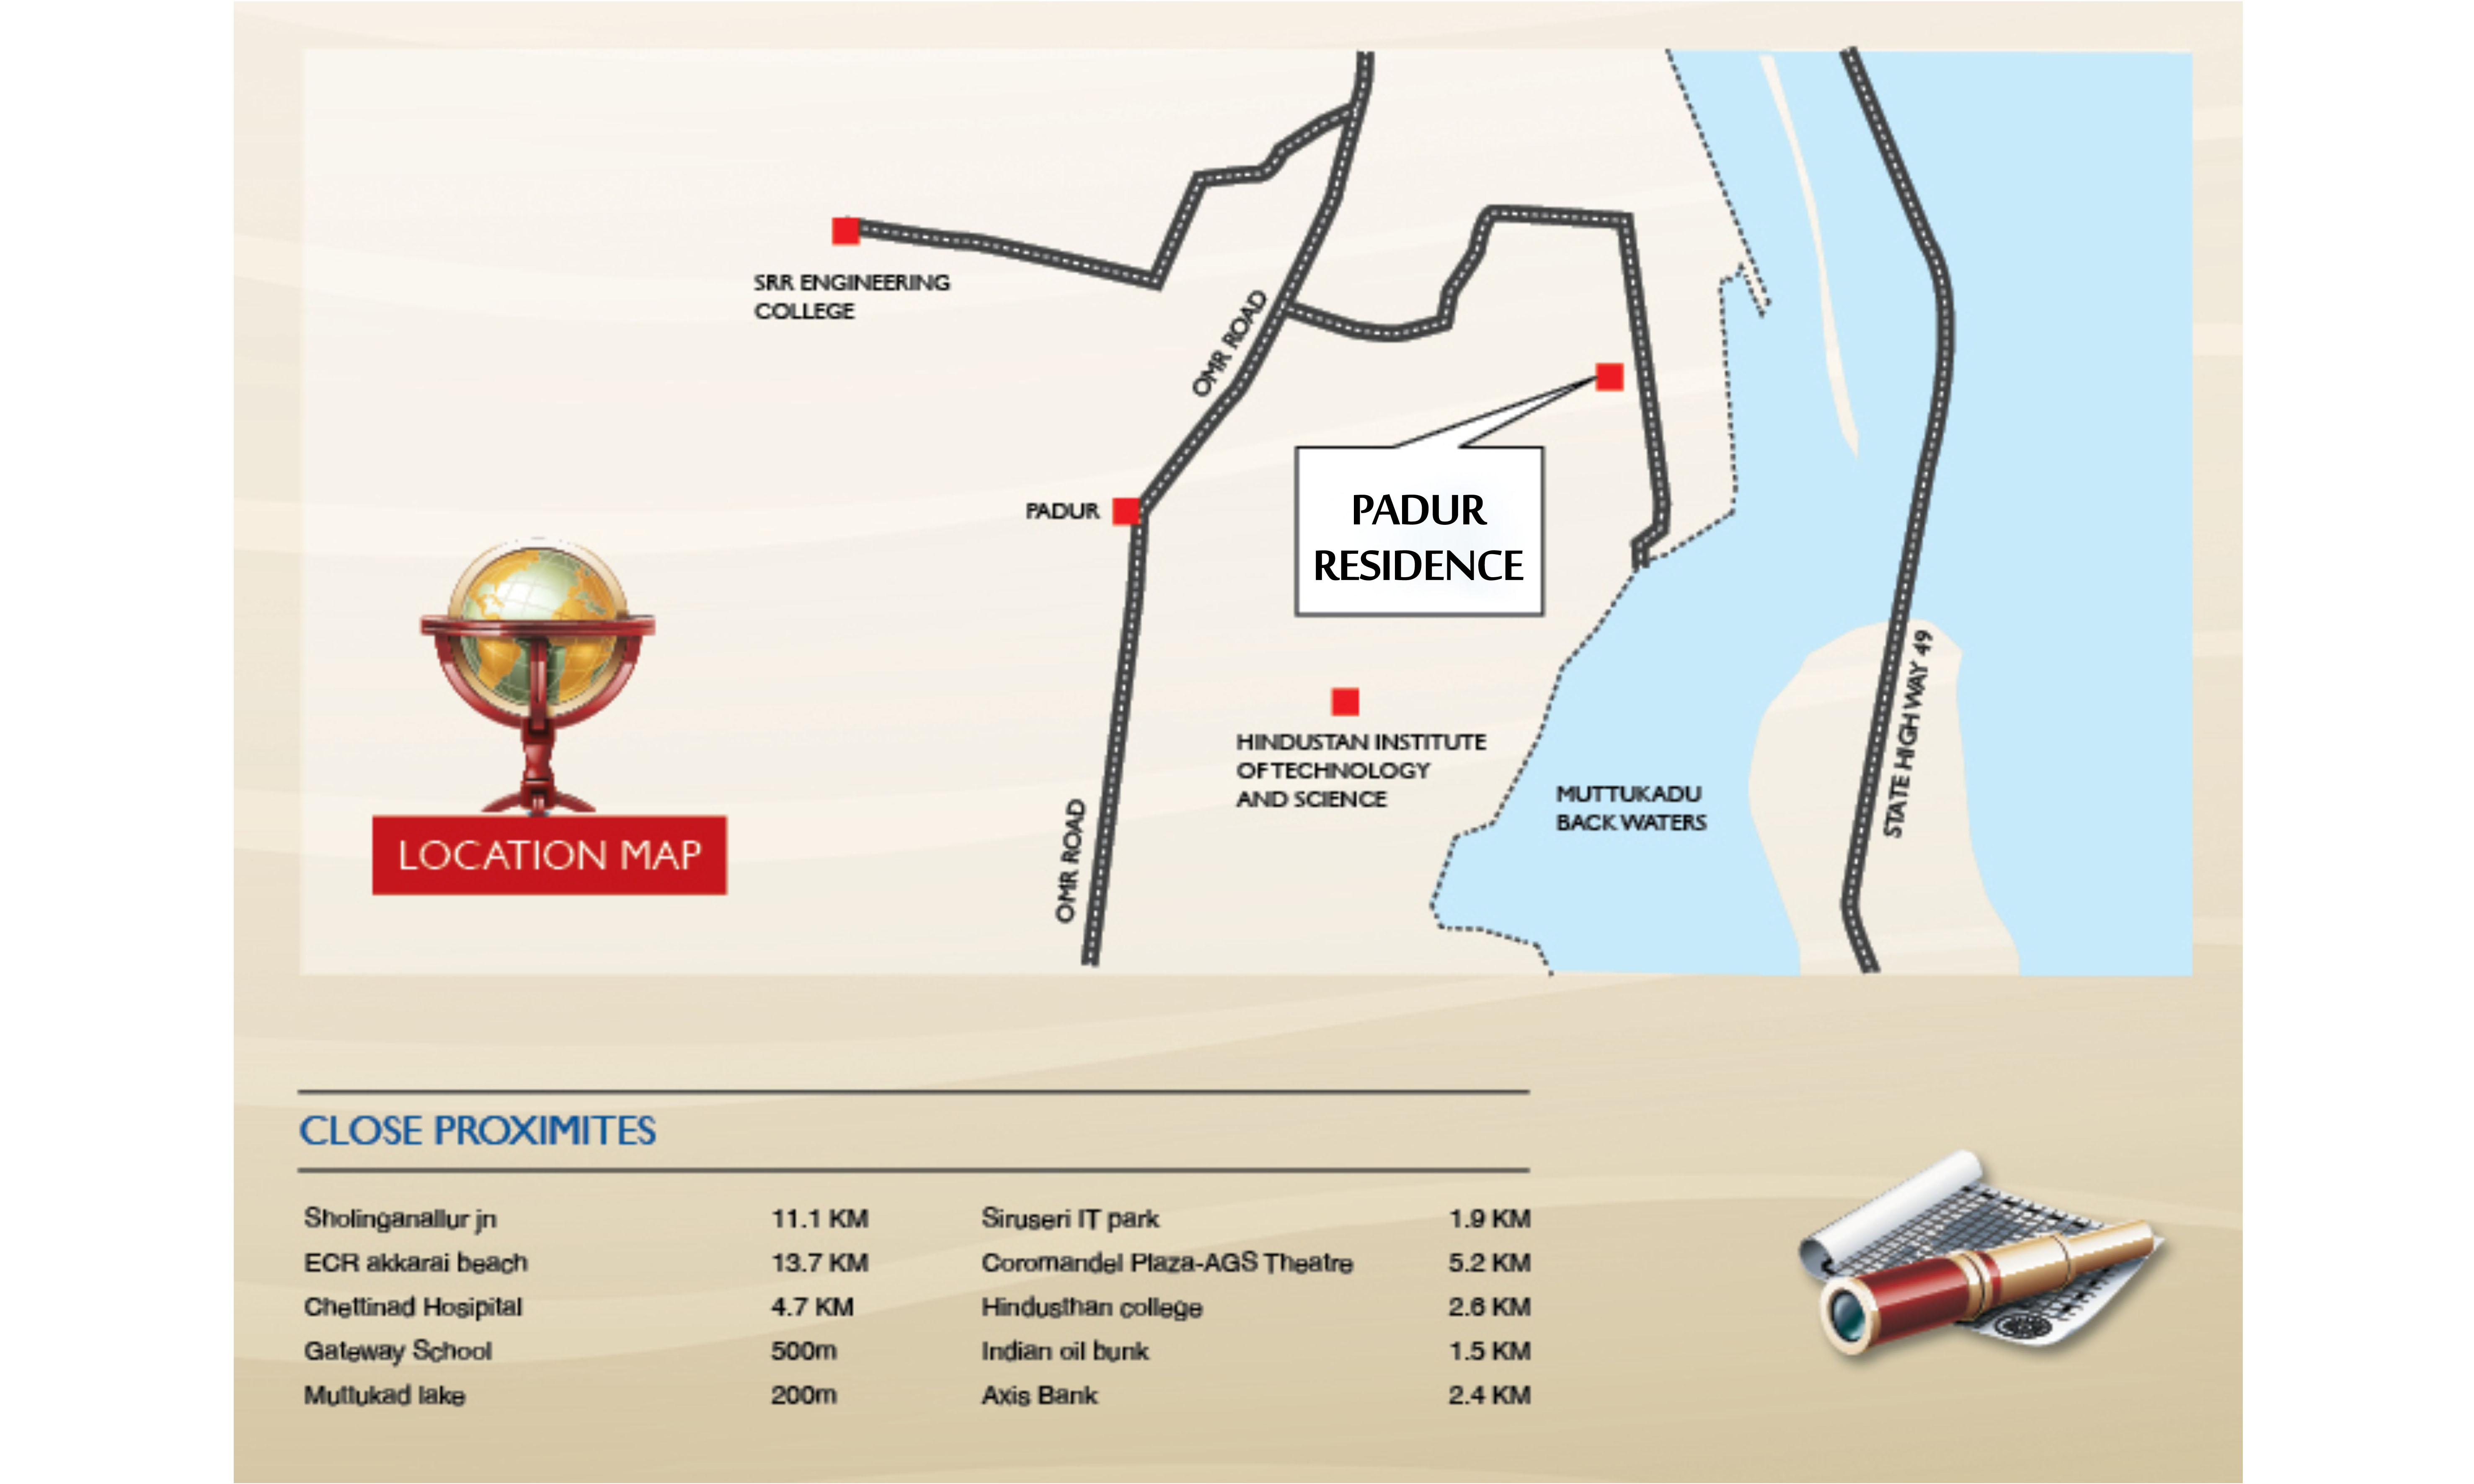 SRR ENGINEERING
COLLEGE
OMR ROAD
PADUR
PADUR
RESIDENCE
HINDUSTAN INSTITUTE
OF TECHNOLOGY
AND SCIENCE
MUTTUKADU
BACK WATERS
STATE HIGHWAY 49
OMR ROAD
LOCATION MAP
CLOSE PROXIMITES
Sholinganallur jn 11.1 KM Siruseri IT park 1.9 KM
ECR akkarai beach 13.7 KM Coromandel Plaza-AGS Theatre 5.2 KM
Chettinad Hosipital 4.7 KM Hindusthan college 2.6 KM
Gateway School 500m Indian oil bunk 1.5 KM
Muttukad lake 200m Axis Bank 2.4 KM